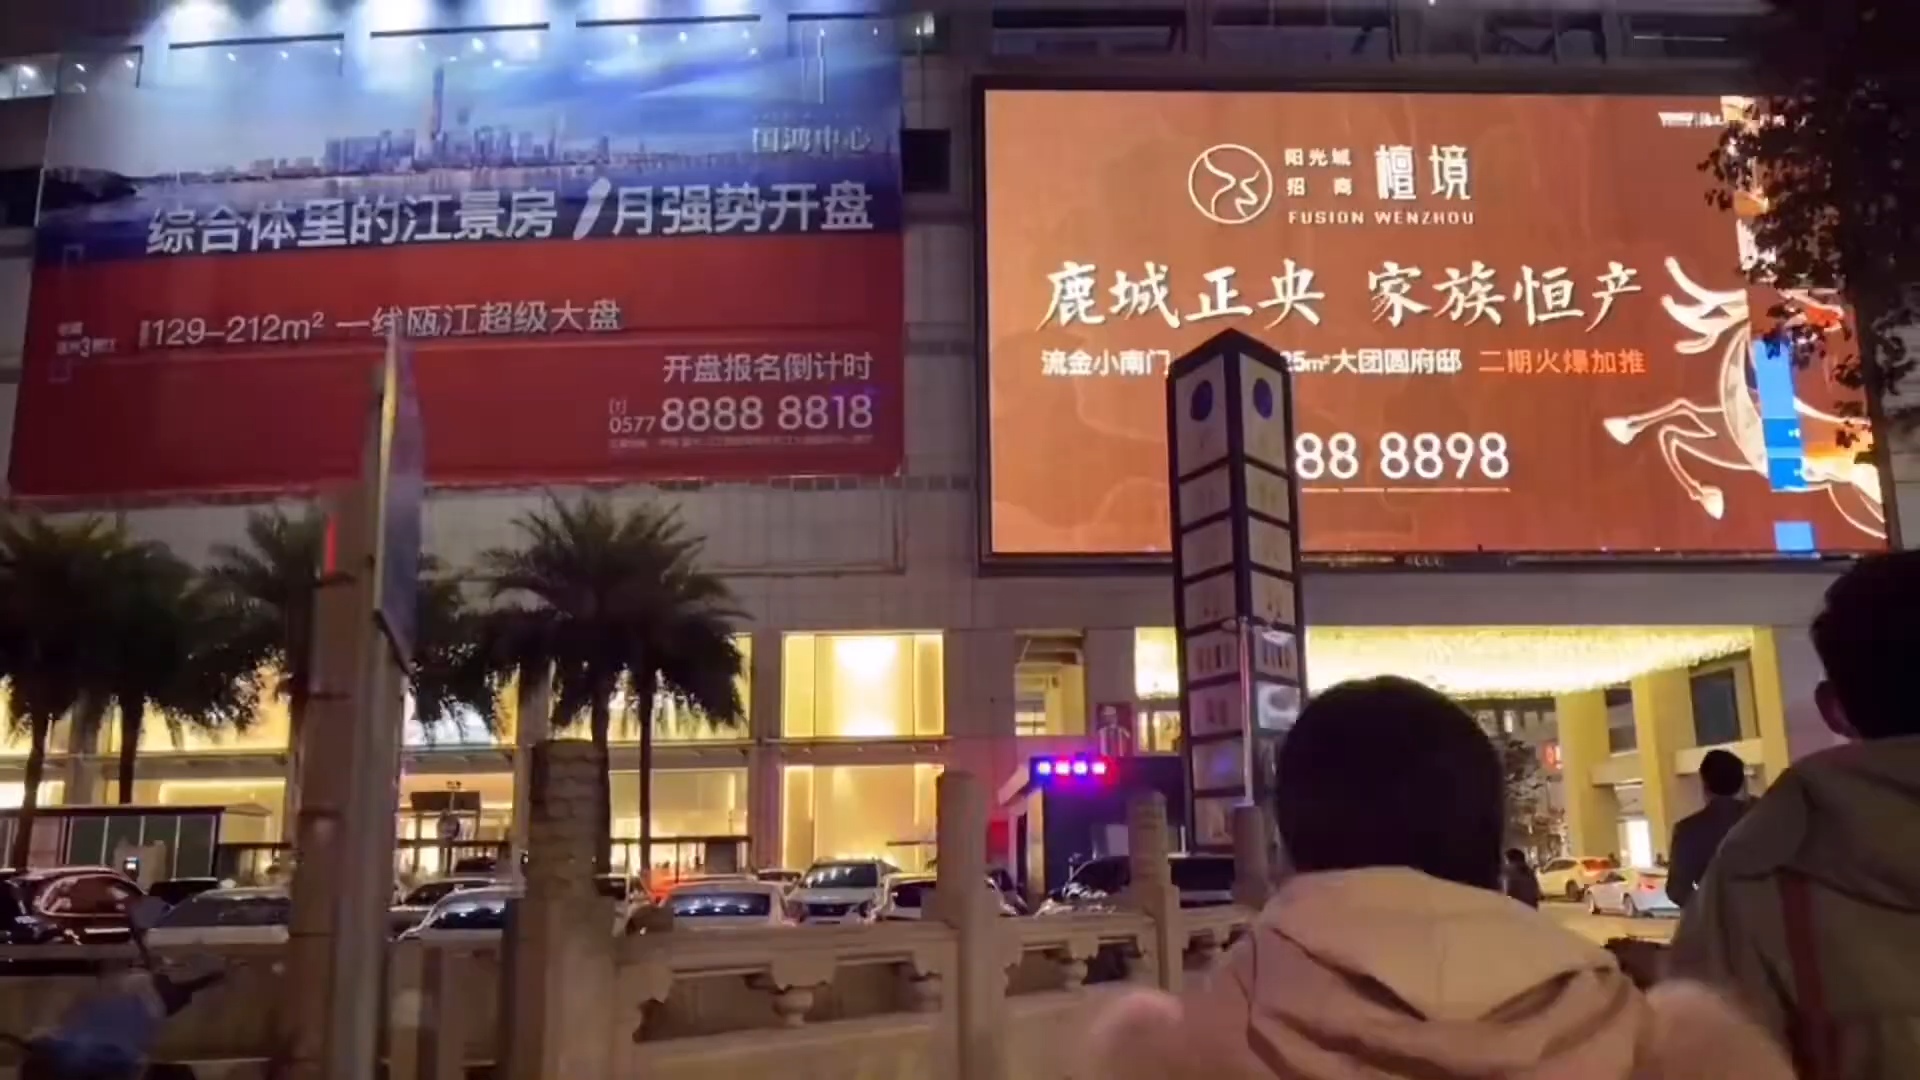 国鸿中心
综合体里的江景房 1月强势开盘
129-212m² 一线瓯江超级大盘
开盘报名倒计时
0577 8888 8818
阳光城
招商
檀境
FUSION WENZHOU
鹿城正央 家族恒产
流金小南门
25m²大团圆府邸 二期火爆加推
88 8898